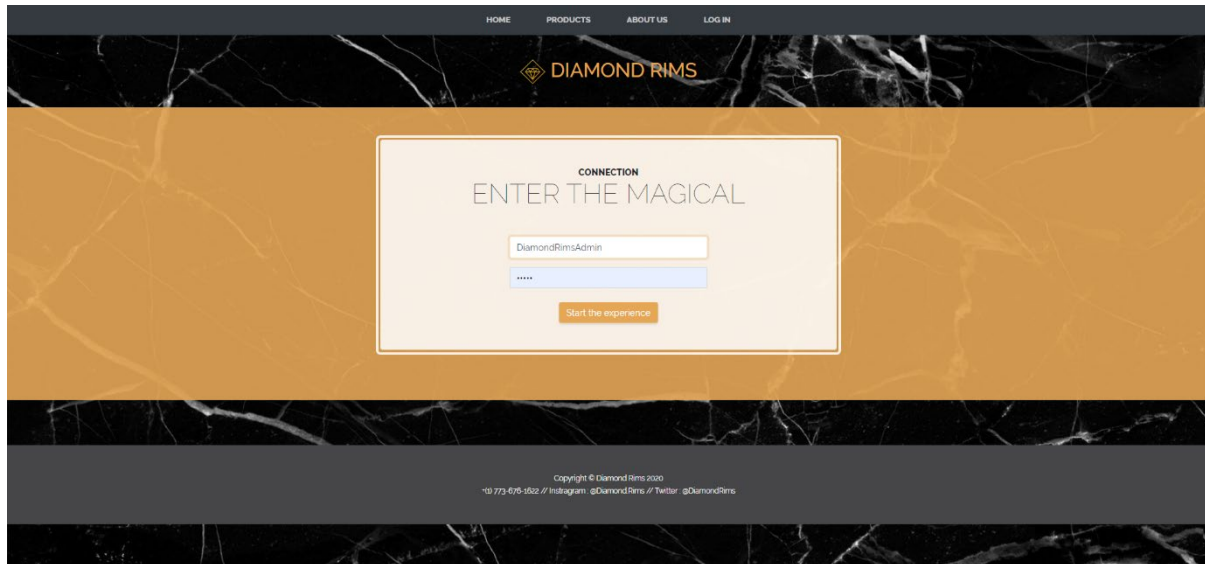 HOME PRODUCTS ABOUT US LOG IN
DIAMOND RIMS
CONNECTION
ENTER THE MAGICAL
DiamondRimsAdmin
•••••
Start the experience
Copyright © Diamond Rims 2020
+(1) 773-676-1622 // Instragram : @Diamond.Rims // Twitter : @DiamondRims